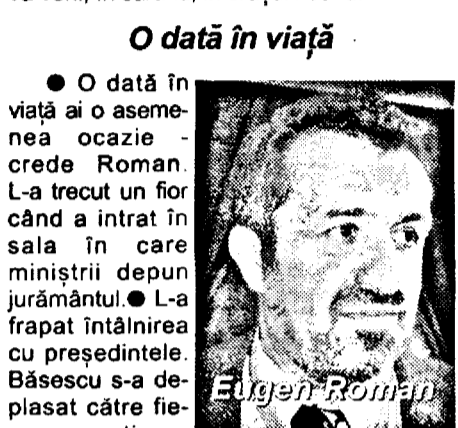 O dată în viață
● O dată în
viață ai o aseme-
nea ocazie -
crede Roman.
L-a trecut un fior
când a intrat în
sala în care
miniștrii depun
jurământul.● L-a
frapat întâlnirea
cu președintele.
Băsescu s-a de-
plasat către fie-
Eugen Roman